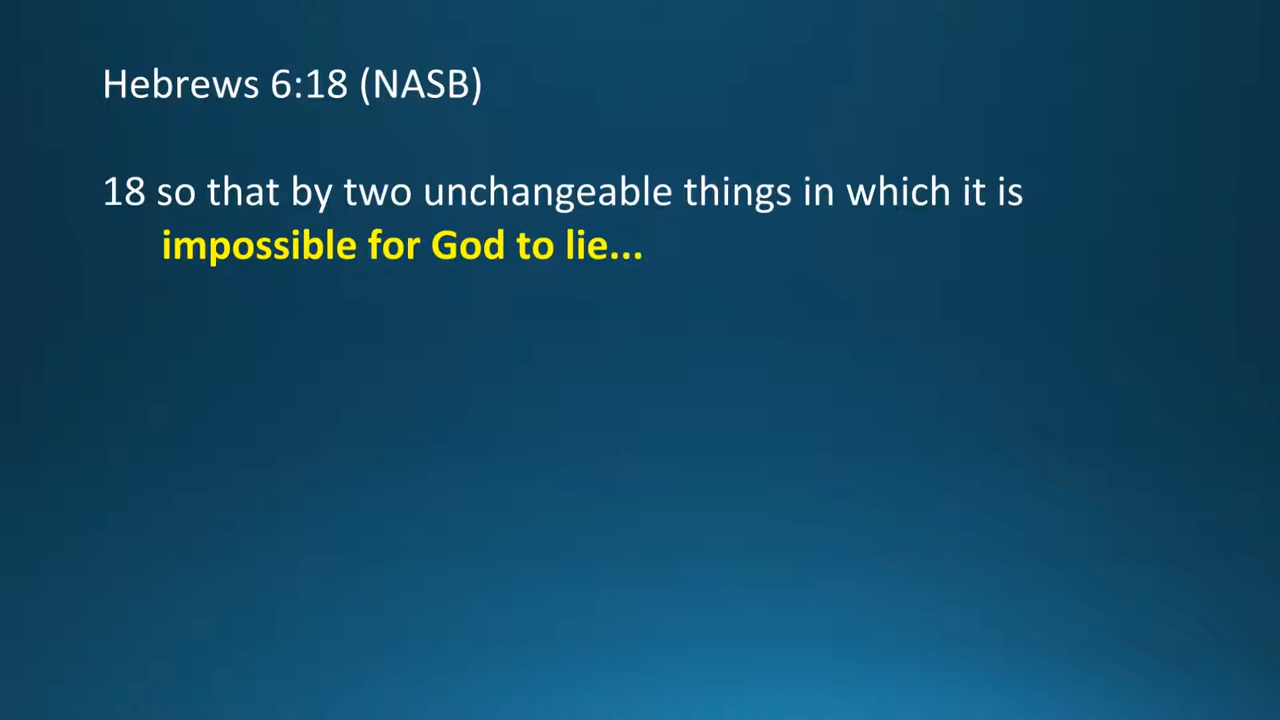 Hebrews 6:18 (NASB)
18 so that by two unchangeable things in which it is
impossible for God to lie...